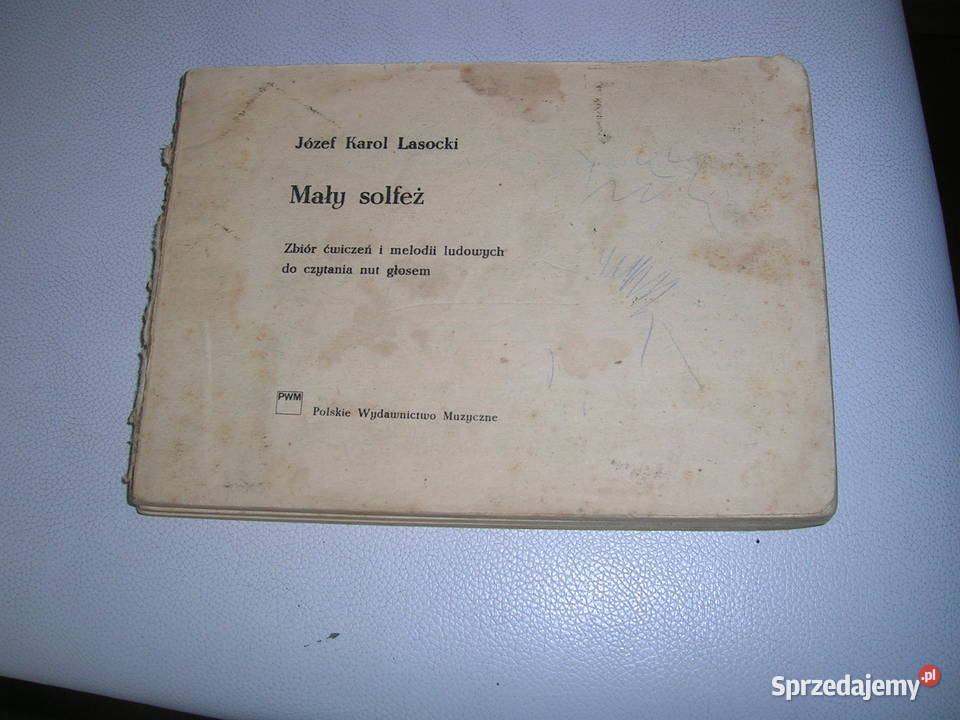 Józef Karol Lasocki
Mały solfeż
Zbiór ćwiczeń i melodii ludowych
do czytania nut głosem
PWM
Polskie Wydawnictwo Muzyczne
Sprzedajemy.pl